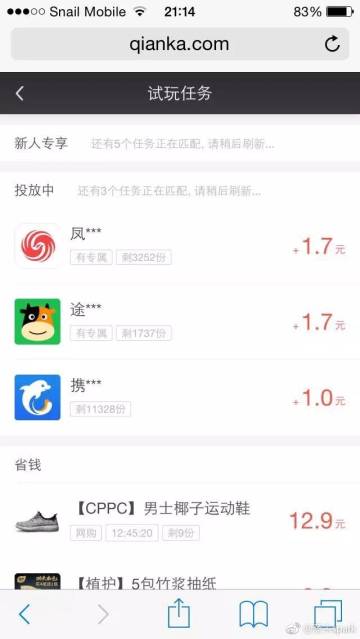 Snail Mobile 21:14 83%
qianka.com
试玩任务
新人专享 还有5个任务正在匹配, 请稍后刷新...
投放中 还有3个任务正在匹配, 请稍后刷新...
凤***
有专属 剩3252份
+1.7元
途***
有专属 剩1737份
+1.7元
携***
剩11328份
+1.0元
省钱
【CPPC】男士椰子运动鞋
网购 12:45:20 剩9份
12.9元
【植护】5包竹浆抽纸